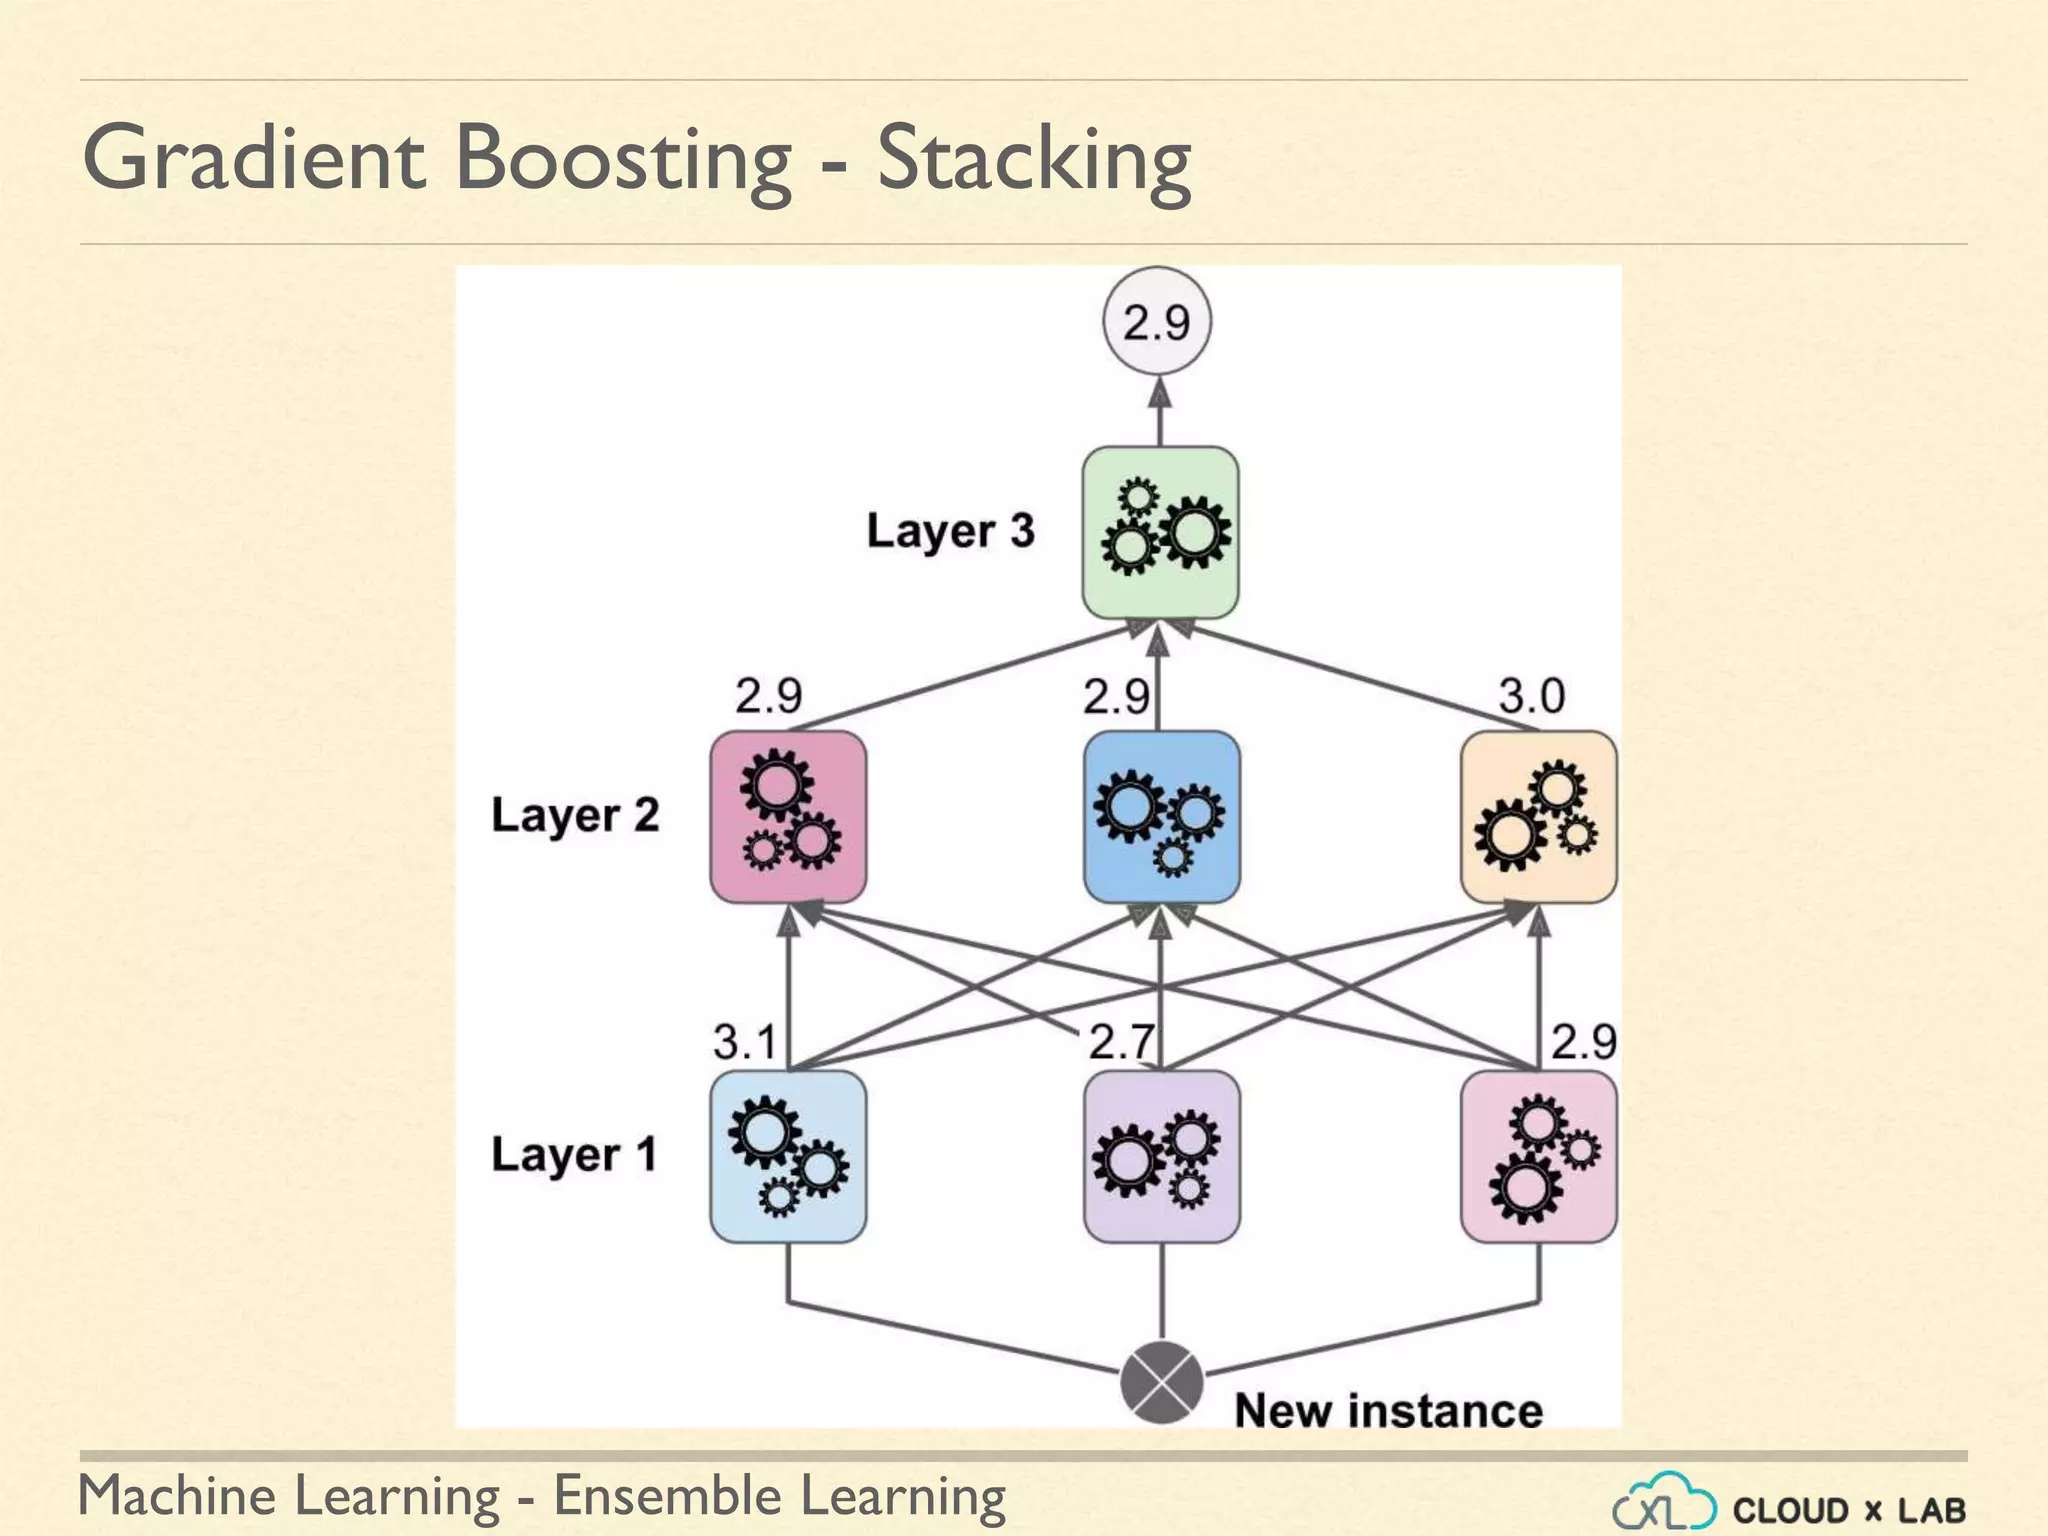 Gradient Boosting - Stacking
2.9
Layer 3
2.9 2.9 3.0
Layer 2
3.1 2.7 2.9
Layer 1
New instance
Machine Learning - Ensemble Learning
XL CLOUD x LAB